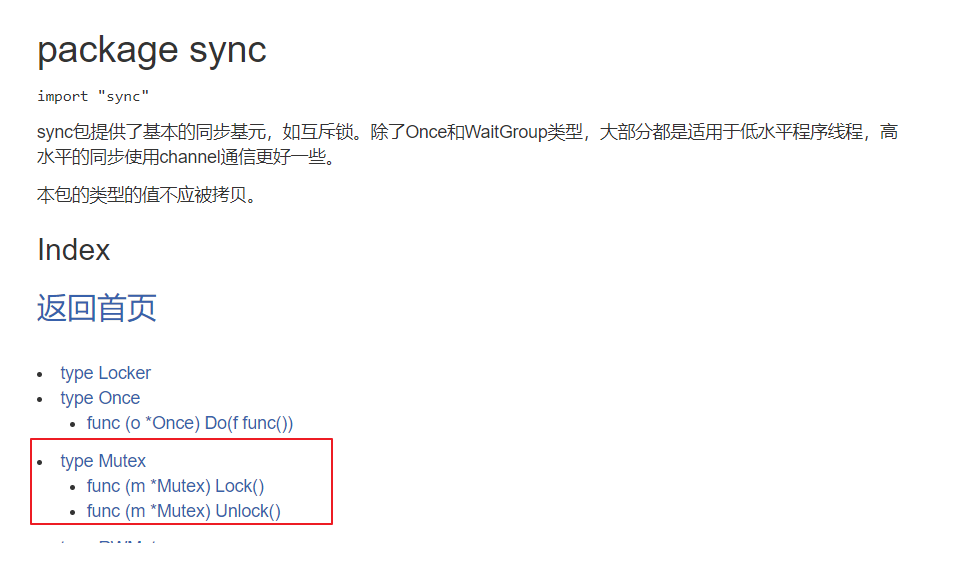 package sync
import "sync"
sync包提供了基本的同步基元，如互斥锁。除了Once和WaitGroup类型，大部分都是适用于低水平程序线程，高
水平的同步使用channel通信更好一些。
本包的类型的值不应被拷贝。
Index
返回首页
type Locker
type Once
func (o *Once) Do(f func())
type Mutex
func (m *Mutex) Lock()
func (m *Mutex) Unlock()